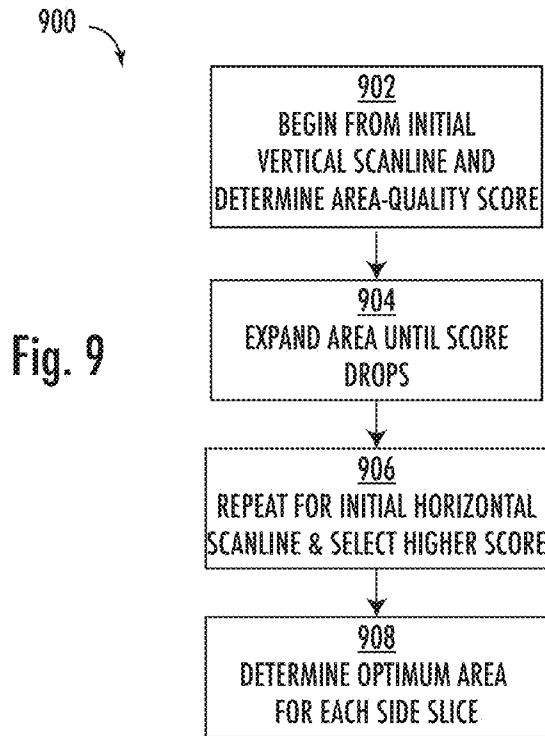 900
902
BEGIN FROM INITIAL
VERTICAL SCANLINE AND
DETERMINE AREA-QUALITY SCORE
904
EXPAND AREA UNTIL SCORE
DROPS
Fig. 9
906
REPEAT FOR INITIAL HORIZONTAL
SCANLINE & SELECT HIGHER SCORE
908
DETERMINE OPTIMUM AREA
FOR EACH SIDE SLICE